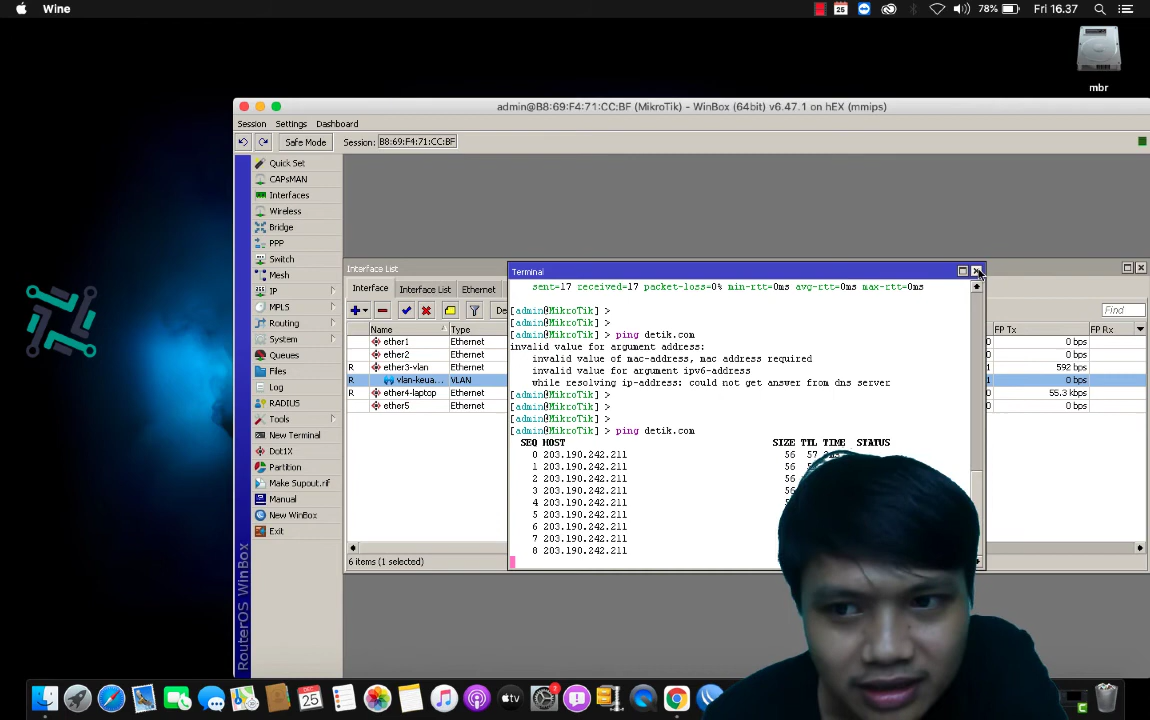 Wine
25
78%
Fri 16.37
mbr
admin@B8:69:F4:71:CC:BF (MikroTik) - WinBox (64bit) v6.47.1 on hEX (mmips)
Session Settings Dashboard
Safe Mode Session: B8:69:F4:71:CC:BF
Quick Set
CAPsMAN
Interfaces
Wireless
Bridge
PPP
Switch
Mesh
IP
MPLS
Routing
System
Queues
Files
Log
RADIUS
Tools
New Terminal
Dot1X
Partition
Make Supout.rif
Manual
New WinBox
Exit
RouterOS WinBox
Interface List
Interface Interface List Ethernet
Find
Name Type FP Tx FP Rx
ether1 Ethernet 0 bps
ether2 Ethernet 0 bps
R ether3-vlan Ethernet 1 592 bps
R vlan-keua... VLAN 1 0 bps
R ether4-laptop Ethernet 0 55.3 kbps
ether5 Ethernet 0 0 bps
6 items (1 selected)
Terminal
sent=17 received=17 packet-loss=0% min-rtt=0ms avg-rtt=0ms max-rtt=0ms
[admin@MikroTik] >
[admin@MikroTik] >
[admin@MikroTik] > ping detik.com
invalid value for argument address:
invalid value of mac-address, mac address required
invalid value for argument ipv6-address
while resolving ip-address: could not get answer from dns server
[admin@MikroTik] >
[admin@MikroTik] >
[admin@MikroTik] >
[admin@MikroTik] > ping detik.com
SEQ HOST SIZE TTL TIME STATUS
0 203.190.242.211 56 57
1 203.190.242.211 56
2 203.190.242.211 56
3 203.190.242.211 56
4 203.190.242.211 56
5 203.190.242.211
6 203.190.242.211
7 203.190.242.211
8 203.190.242.211
DEC
25
tv